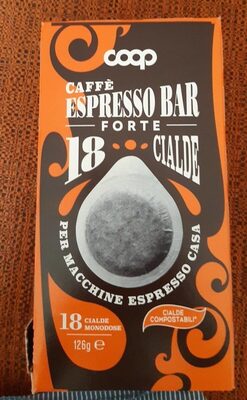 coop
CAFFÈ
ESPRESSO BAR
FORTE
18 CIALDE
PER MACCHINE ESPRESSO CASA
18 CIALDE
MONODOSE
126g e
CIALDE
COMPOSTABILI*